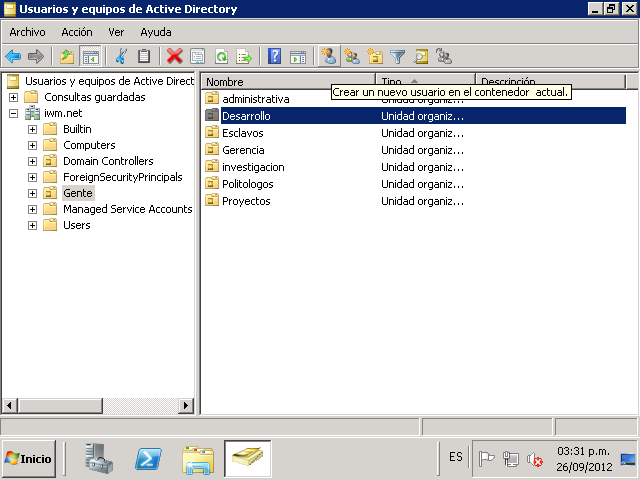 Usuarios y equipos de Active Directory
Archivo Acción Ver Ayuda
Usuarios y equipos de Active Direct
Consultas guardadas
iwm.net
Builtin
Computers
Domain Controllers
ForeignSecurityPrincipals
Gente
Managed Service Accounts
Users
Nombre Tipo Descripción
Crear un nuevo usuario en el contenedor actual.
administrativa Unidad organiz...
Desarrollo Unidad organiz...
Esclavos Unidad organiz...
Gerencia Unidad organiz...
investigacion Unidad organiz...
Politologos Unidad organiz...
Proyectos Unidad organiz...
Inicio
ES
03:31 p.m.
26/09/2012